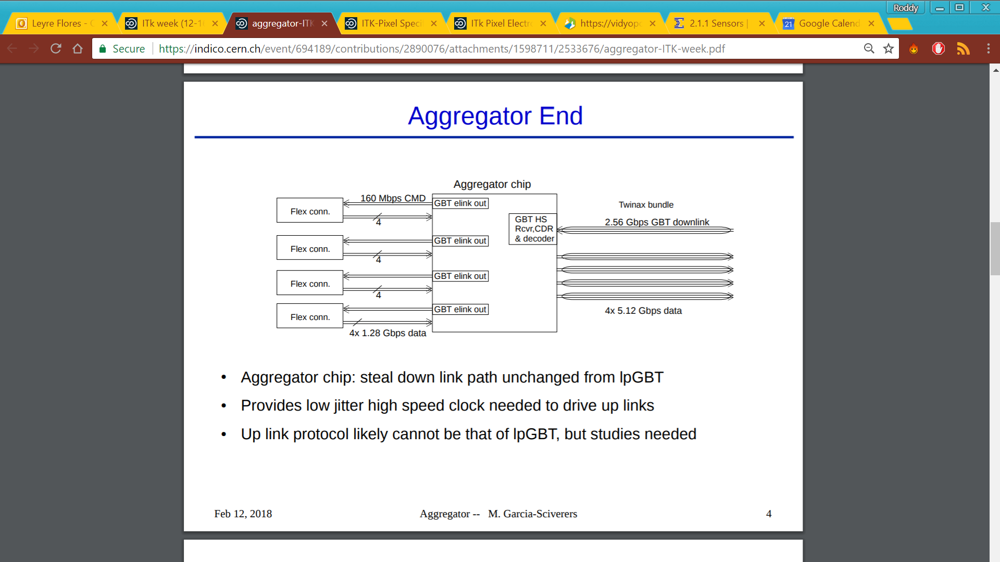 Roddy
Leyre Flores -
ITk week (12-1
aggregator-ITK
ITK-Pixel Specif
ITk Pixel Electr
https://vidyop
2.1.1 Sensors |
21
Google Calend
Secure
https://indico.cern.ch/event/694189/contributions/2890076/attachments/1598711/2533676/aggregator-ITK-week.pdf
Aggregator End
Aggregator chip
160 Mbps CMD
GBT elink out
Flex conn.
4
GBT HS
Rcvr,CDR
& decoder
Twinax bundle
2.56 Gbps GBT downlink
GBT elink out
Flex conn.
4
GBT elink out
Flex conn.
4
GBT elink out
Flex conn.
4x 1.28 Gbps data
4x 5.12 Gbps data
• Aggregator chip: steal down link path unchanged from lpGBT
• Provides low jitter high speed clock needed to drive up links
• Up link protocol likely cannot be that of lpGBT, but studies needed
Feb 12, 2018
Aggregator -- M. Garcia-Sciverers
4